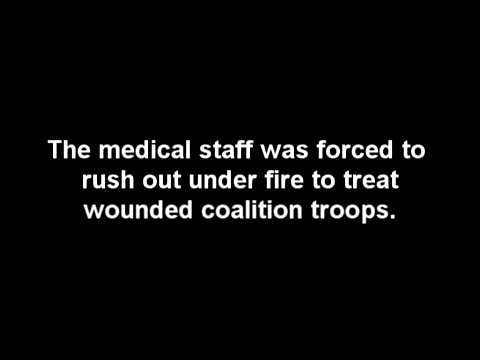 The medical staff was forced to
rush out under fire to treat
wounded coalition troops.